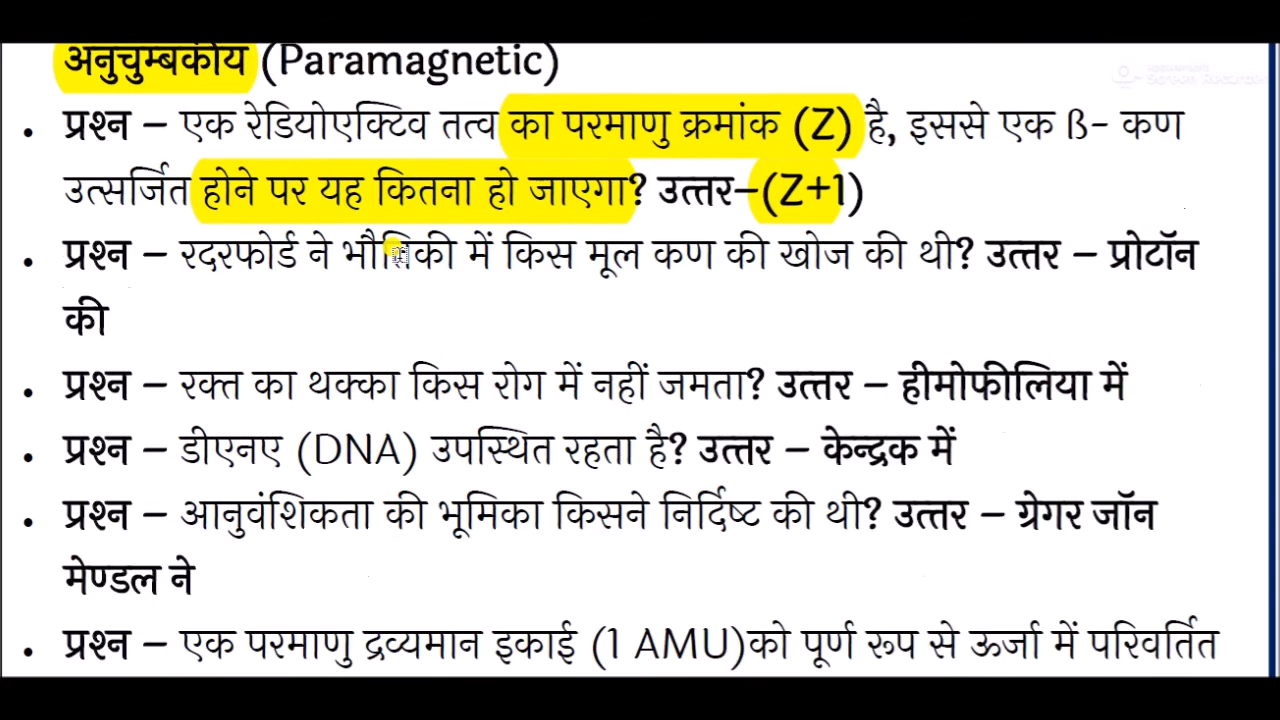 अनुचुम्बकीय (Paramagnetic)
• प्रश्न – एक रेडियोएक्टिव तत्व का परमाणु क्रमांक (Z) है, इससे एक ß- कण
उत्सर्जित होने पर यह कितना हो जाएगा? उत्तर–(Z+1)
• प्रश्न – रदरफोर्ड ने भौतिकी में किस मूल कण की खोज की थी? उत्तर – प्रोटॉन
की
• प्रश्न – रक्त का थक्का किस रोग में नहीं जमता? उत्तर – हीमोफीलिया में
• प्रश्न – डीएनए (DNA) उपस्थित रहता है? उत्तर – केन्द्रक में
• प्रश्न – आनुवंशिकता की भूमिका किसने निर्दिष्ट की थी? उत्तर – ग्रेगर जॉन
मेण्डल ने
• प्रश्न – एक परमाणु द्रव्यमान इकाई (1 AMU)को पूर्ण रूप से ऊर्जा में परिवर्तित